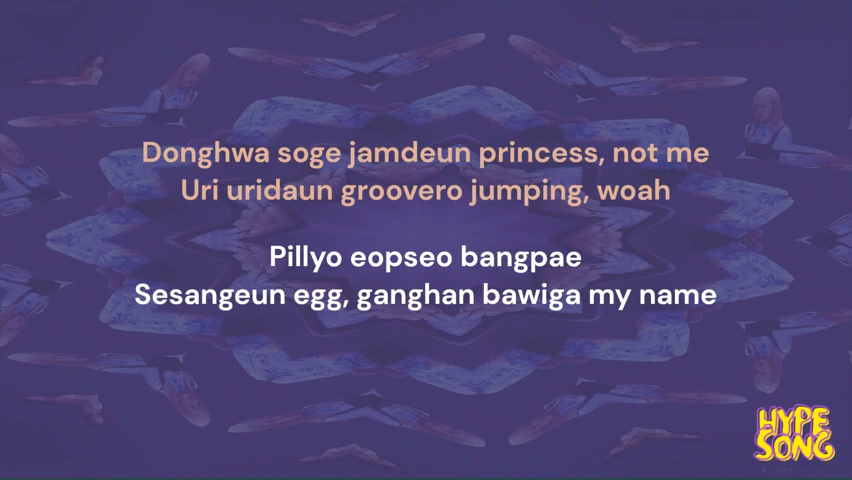 Donghwa soge jamdeun princess, not me
Uri uridaun groovero jumping, woah
Pillyo eopseo bangpae
Sesangeun egg, ganghan bawiga my name
HYPE
SONG